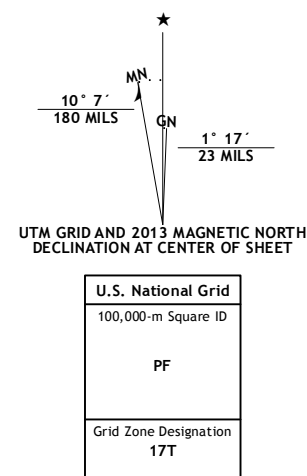 ★
MN
10° 7´
180 MILS
GN
1° 17´
23 MILS
UTM GRID AND 2013 MAGNETIC NORTH
DECLINATION AT CENTER OF SHEET
U.S. National Grid
100,000-m Square ID
PF
Grid Zone Designation
17T